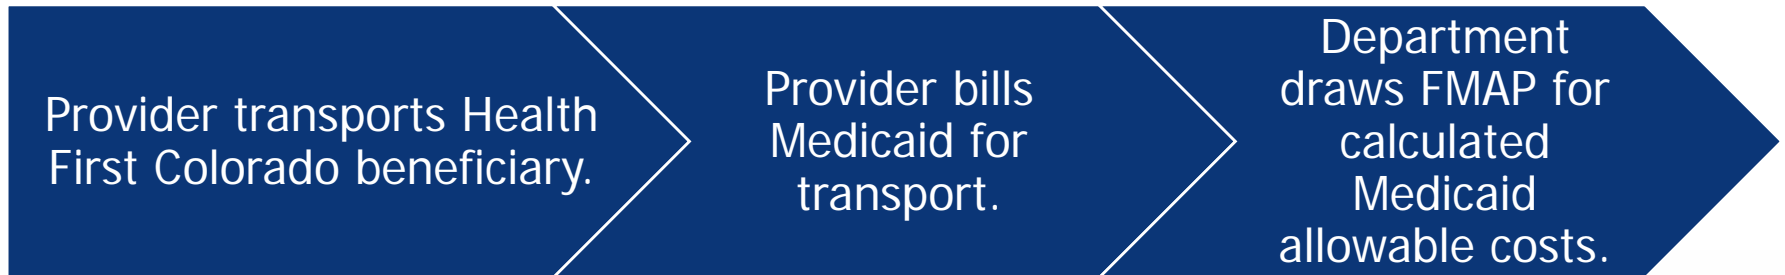 Provider transports Health
First Colorado beneficiary.
Provider bills
Medicaid for
transport.
Department
draws FMAP for
calculated
Medicaid
allowable costs.